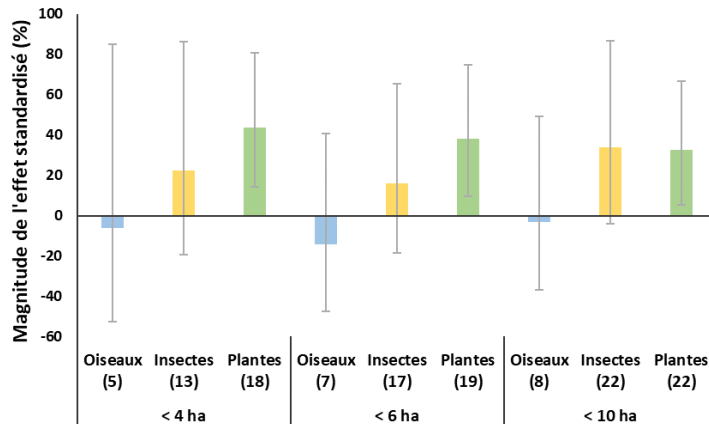 Magnitude de l'effet standardisé (%)
100
80
60
40
20
0
-20
-40
-60
Oiseaux Insectes Plantes Oiseaux Insectes Plantes Oiseaux Insectes Plantes
(5) (13) (18) (7) (17) (19) (8) (22) (22)
< 4 ha < 6 ha < 10 ha